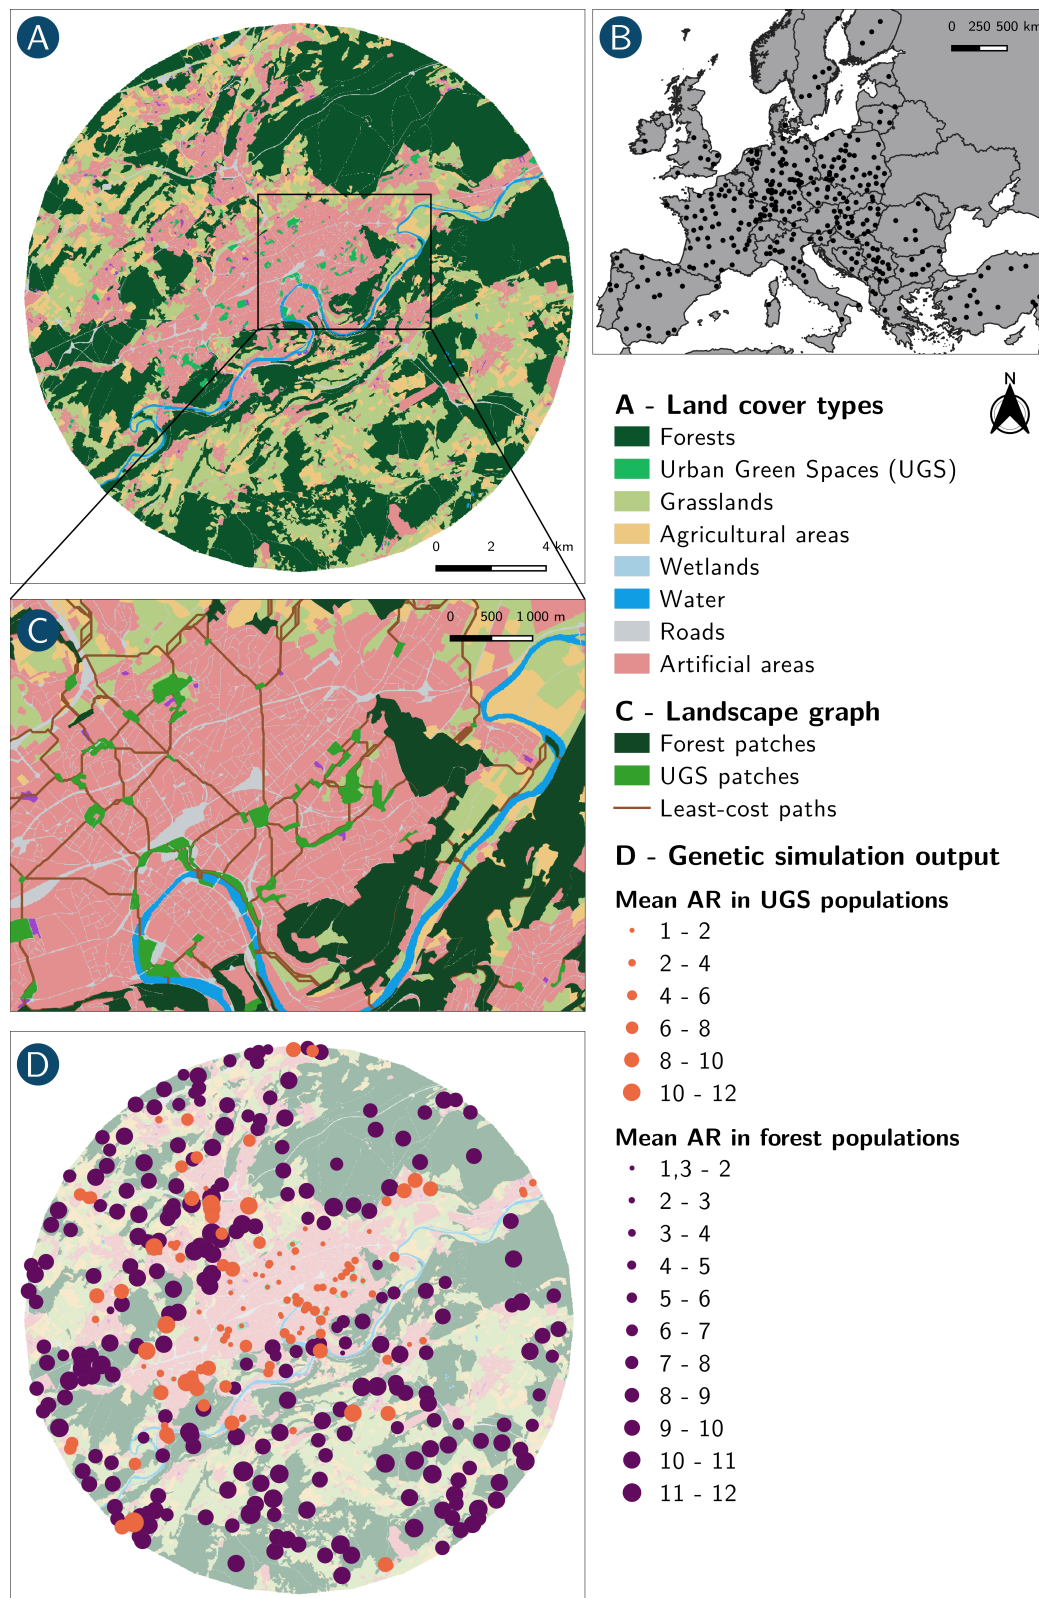 A
B
0 250 500 km
0 2 4 km
C
0 500 1 000 m
D
N
A - Land cover types
Forests
Urban Green Spaces (UGS)
Grasslands
Agricultural areas
Wetlands
Water
Roads
Artificial areas
C - Landscape graph
Forest patches
UGS patches
Least-cost paths
D - Genetic simulation output
Mean AR in UGS populations
1 - 2
2 - 4
4 - 6
6 - 8
8 - 10
10 - 12
Mean AR in forest populations
1,3 - 2
2 - 3
3 - 4
4 - 5
5 - 6
6 - 7
7 - 8
8 - 9
9 - 10
10 - 11
11 - 12